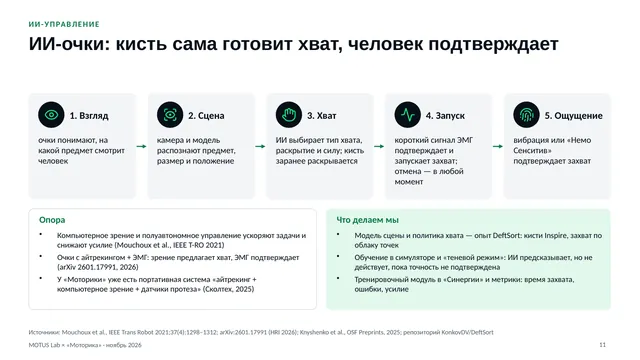 ИИ-УПРАВЛЕНИЕ
ИИ-очки: кисть сама готовит хват, человек подтверждает
1. Взгляд
очки понимают, на
какой предмет смотрит
человек
2. Сцена
камера и модель
распознают предмет,
размер и положение
3. Хват
ИИ выбирает тип хвата,
раскрытие и силу; кисть
заранее раскрывается
4. Запуск
короткий сигнал ЭМГ
подтверждает и
запускает захват;
отмена — в любой
момент
5. Ощущение
вибрация или «Немо
Сенситив»
подтверждает захват
Опора
• Компьютерное зрение и полуавтономное управление ускоряют задачи и
снижают усилие (Mouchoux et al., IEEE T-RO 2021)
• Очки с айтрекингом + ЭМГ: зрение предлагает хват, ЭМГ подтверждает
(arXiv 2601.17991, 2026)
• У «Моторики» уже есть портативная система «айтрекинг +
компьютерное зрение + датчики протеза» (Сколтех, 2025)
Что делаем мы
• Модель сцены и политика хвата — опыт DeftSort: кисти Inspire, захват по
облаку точек
• Обучение в симуляторе и «теневой режим»: ИИ предсказывает, но не
действует, пока точность не подтверждена
• Тренировочный модуль в «Синергии» и метрики: время захвата,
ошибки, усилие
Источники: Mouchoux et al., IEEE Trans Robot 2021;37(4):1298–1312; arXiv:2601.17991 (HRI 2026); Knyshenko et al., OSF Preprints, 2025; репозиторий KonkovDV/DeftSort
MOTUS Lab × «Моторика» · ноябрь 2026
11